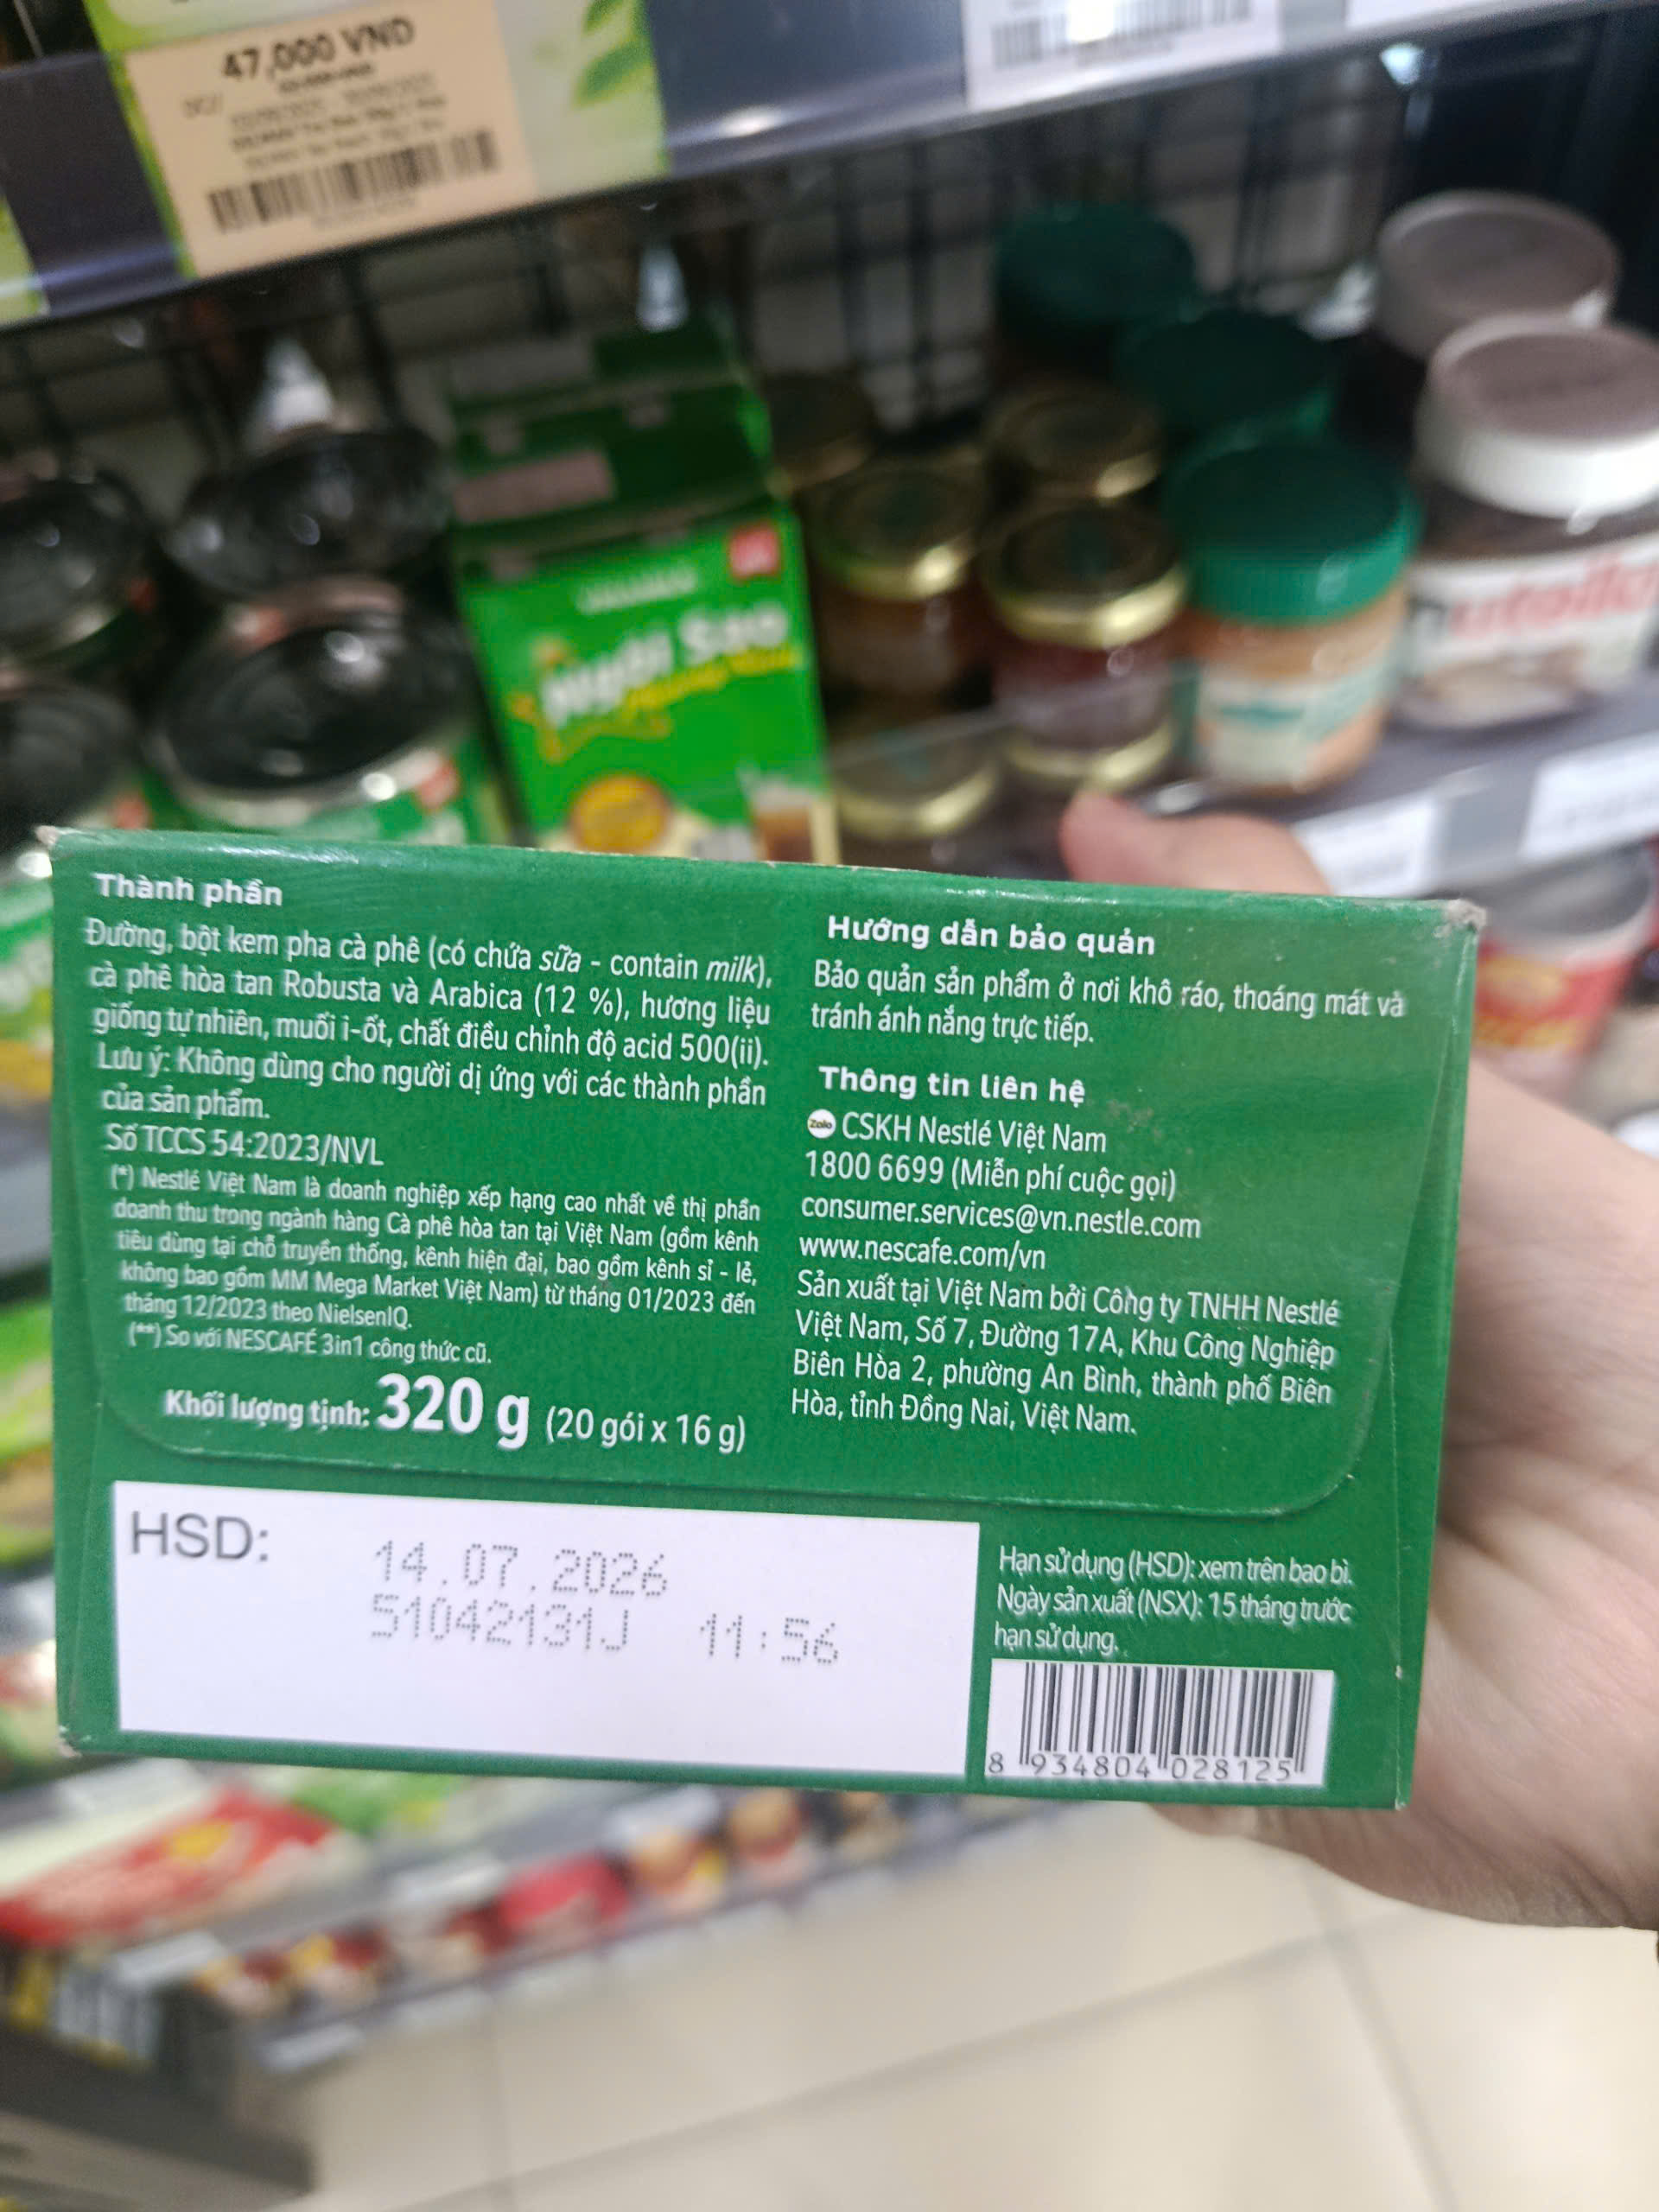 47,000 VND
Ngôi Sao
nutella
Thành phần
Đường, bột kem pha cà phê (có chứa sữa - contain milk),
cà phê hòa tan Robusta và Arabica (12 %), hương liệu
giống tự nhiên, muối i-ốt, chất điều chỉnh độ acid 500(ii).
Lưu ý: Không dùng cho người dị ứng với các thành phần
của sản phẩm.
Số TCCS 54:2023/NVL
(*) Nestlé Việt Nam là doanh nghiệp xếp hạng cao nhất về thị phần
doanh thu trong ngành hàng Cà phê hòa tan tại Việt Nam (gồm kênh
tiêu dùng tại chỗ truyền thống, kênh hiện đại, bao gồm kênh sỉ - lẻ,
không bao gồm MM Mega Market Việt Nam) từ tháng 01/2023 đến
tháng 12/2023 theo NielsenIQ.
(**) So với NESCAFÉ 3in1 công thức cũ.
Khối lượng tịnh: 320 g (20 gói x 16 g)
Hướng dẫn bảo quản
Bảo quản sản phẩm ở nơi khô ráo, thoáng mát và
tránh ánh nắng trực tiếp.
Thông tin liên hệ
Zalo CSKH Nestlé Việt Nam
1800 6699 (Miễn phí cuộc gọi)
consumer.services@vn.nestle.com
www.nescafe.com/vn
Sản xuất tại Việt Nam bởi Công ty TNHH Nestlé
Việt Nam, Số 7, Đường 17A, Khu Công Nghiệp
Biên Hòa 2, phường An Bình, thành phố Biên
Hòa, tỉnh Đồng Nai, Việt Nam.
HSD: 14.07.2026
51042131J 11:56
Hạn sử dụng (HSD): xem trên bao bì.
Ngày sản xuất (NSX): 15 tháng trước
hạn sử dụng.
8 934804 028125